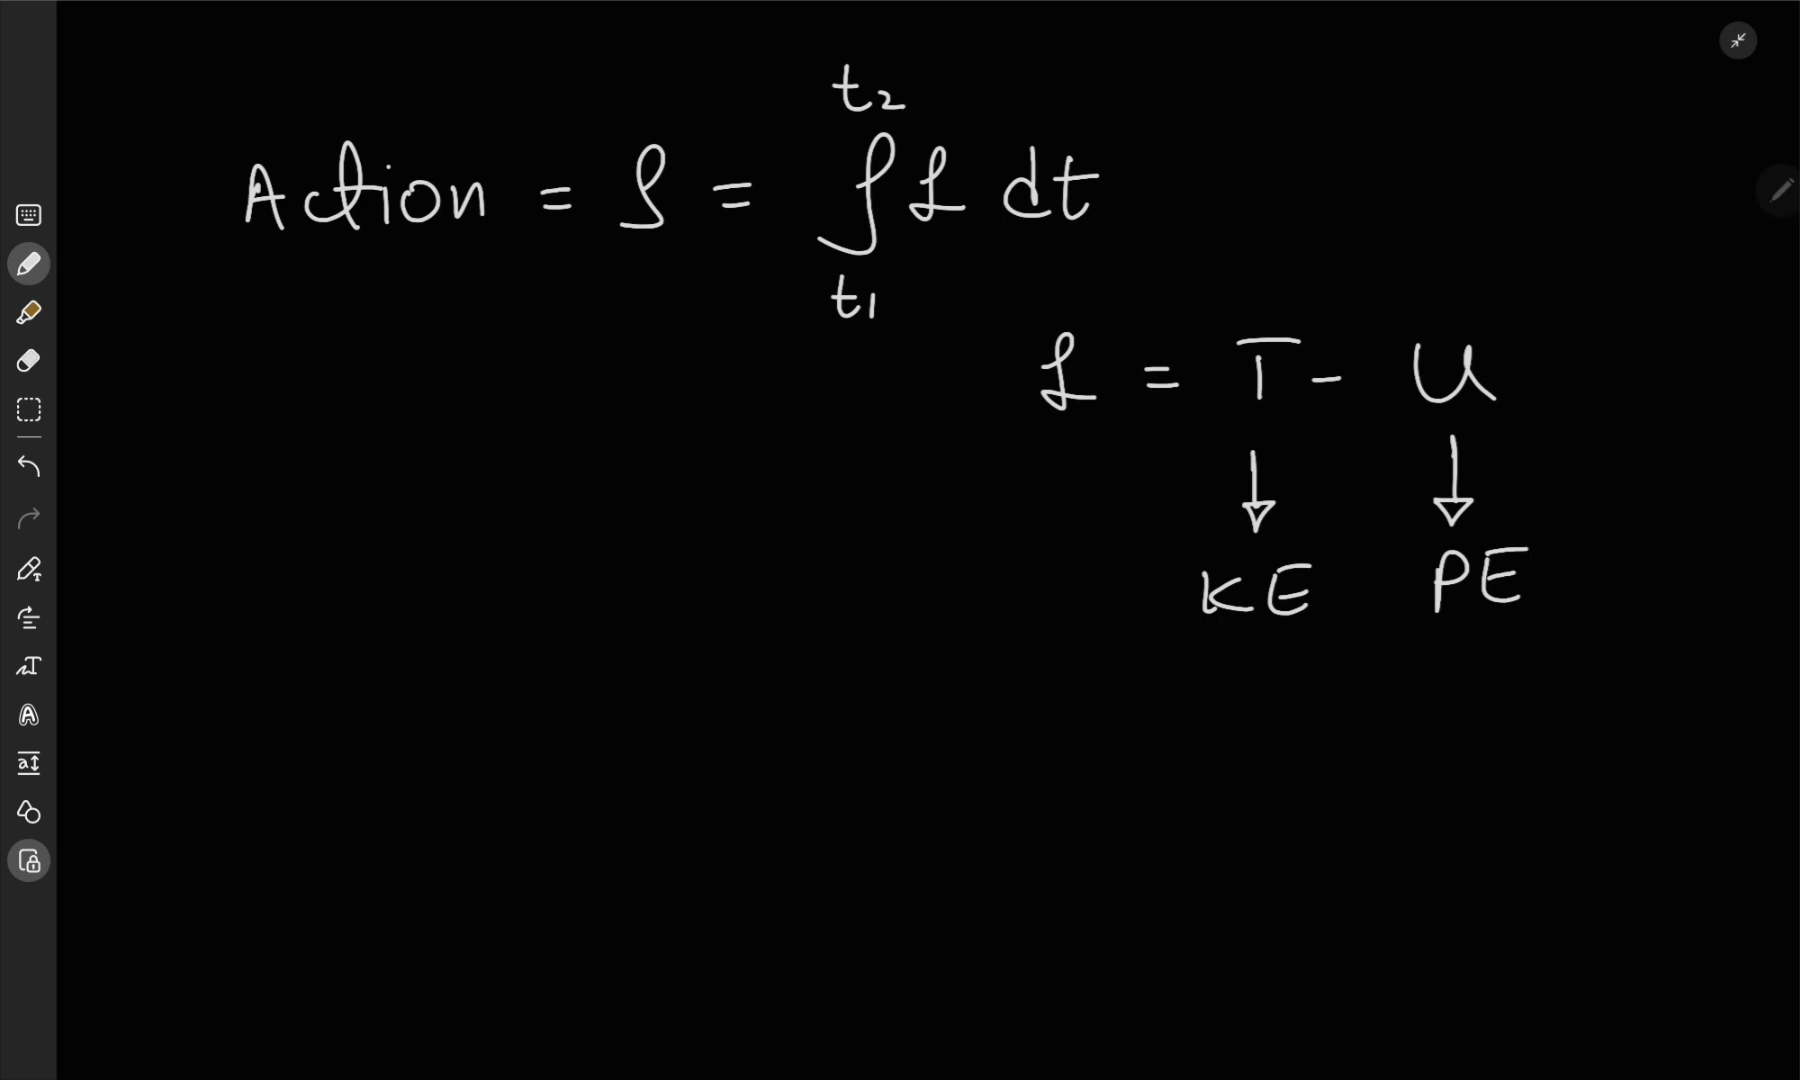 t₂
Action = S = ∫ ℒ dt
t₁
ℒ = T - U
↓ ↓
KE PE